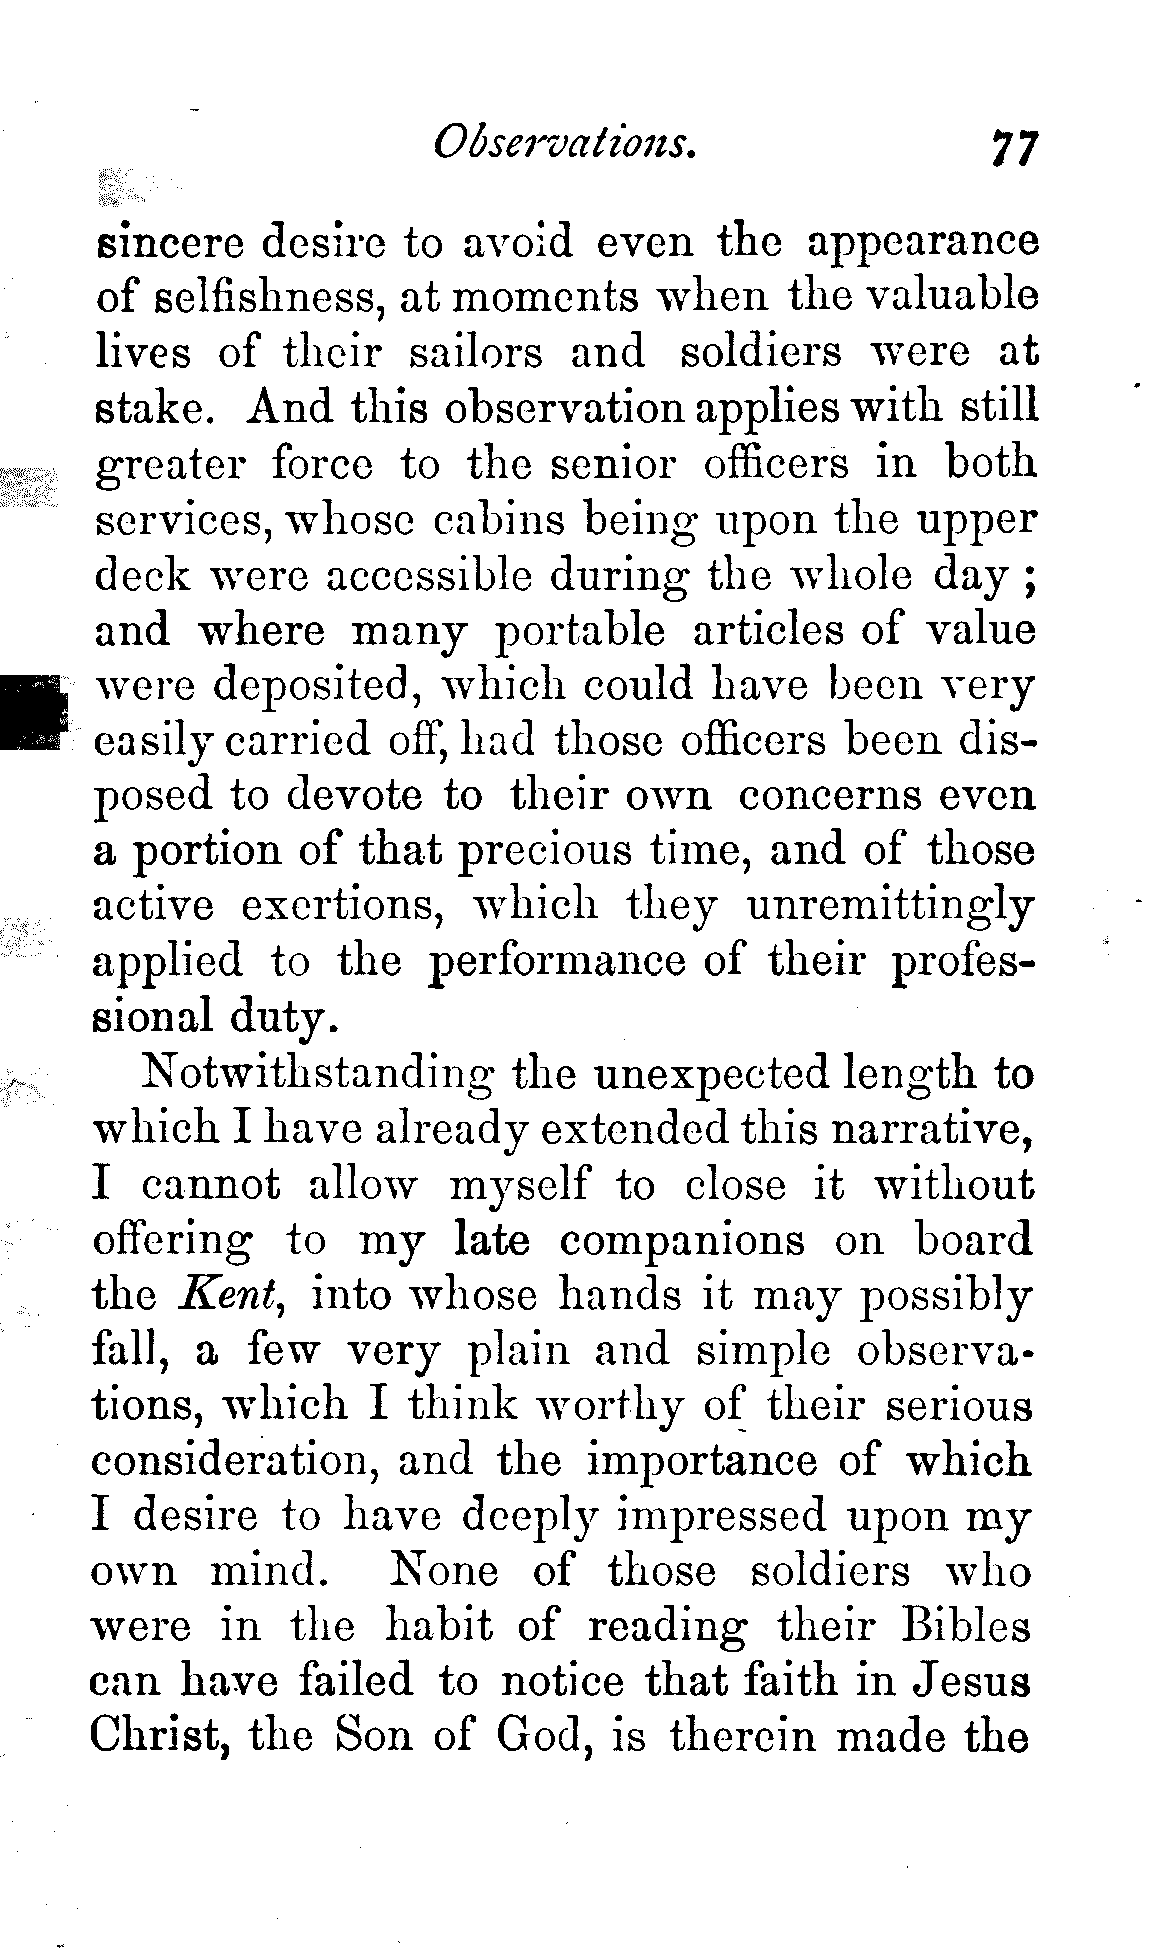 Observations. 77
sincere desire to avoid even the appearance
of selfishness, at moments when the valuable
lives of their sailors and soldiers were at
stake. And this observation applies with still
greater force to the senior officers in both
services, whose cabins being upon the upper
deck were accessible during the whole day ;
and where many portable articles of value
were deposited, which could have been very
easily carried off, had those officers been dis-
posed to devote to their own concerns even
a portion of that precious time, and of those
active exertions, which they unremittingly
applied to the performance of their profes-
sional duty.
Notwithstanding the unexpected length to
which I have already extended this narrative,
I cannot allow myself to close it without
offering to my late companions on board
the Kent, into whose hands it may possibly
fall, a few very plain and simple observa-
tions, which I think worthy of their serious
consideration, and the importance of which
I desire to have deeply impressed upon my
own mind. None of those soldiers who
were in the habit of reading their Bibles
can have failed to notice that faith in Jesus
Christ, the Son of God, is therein made the